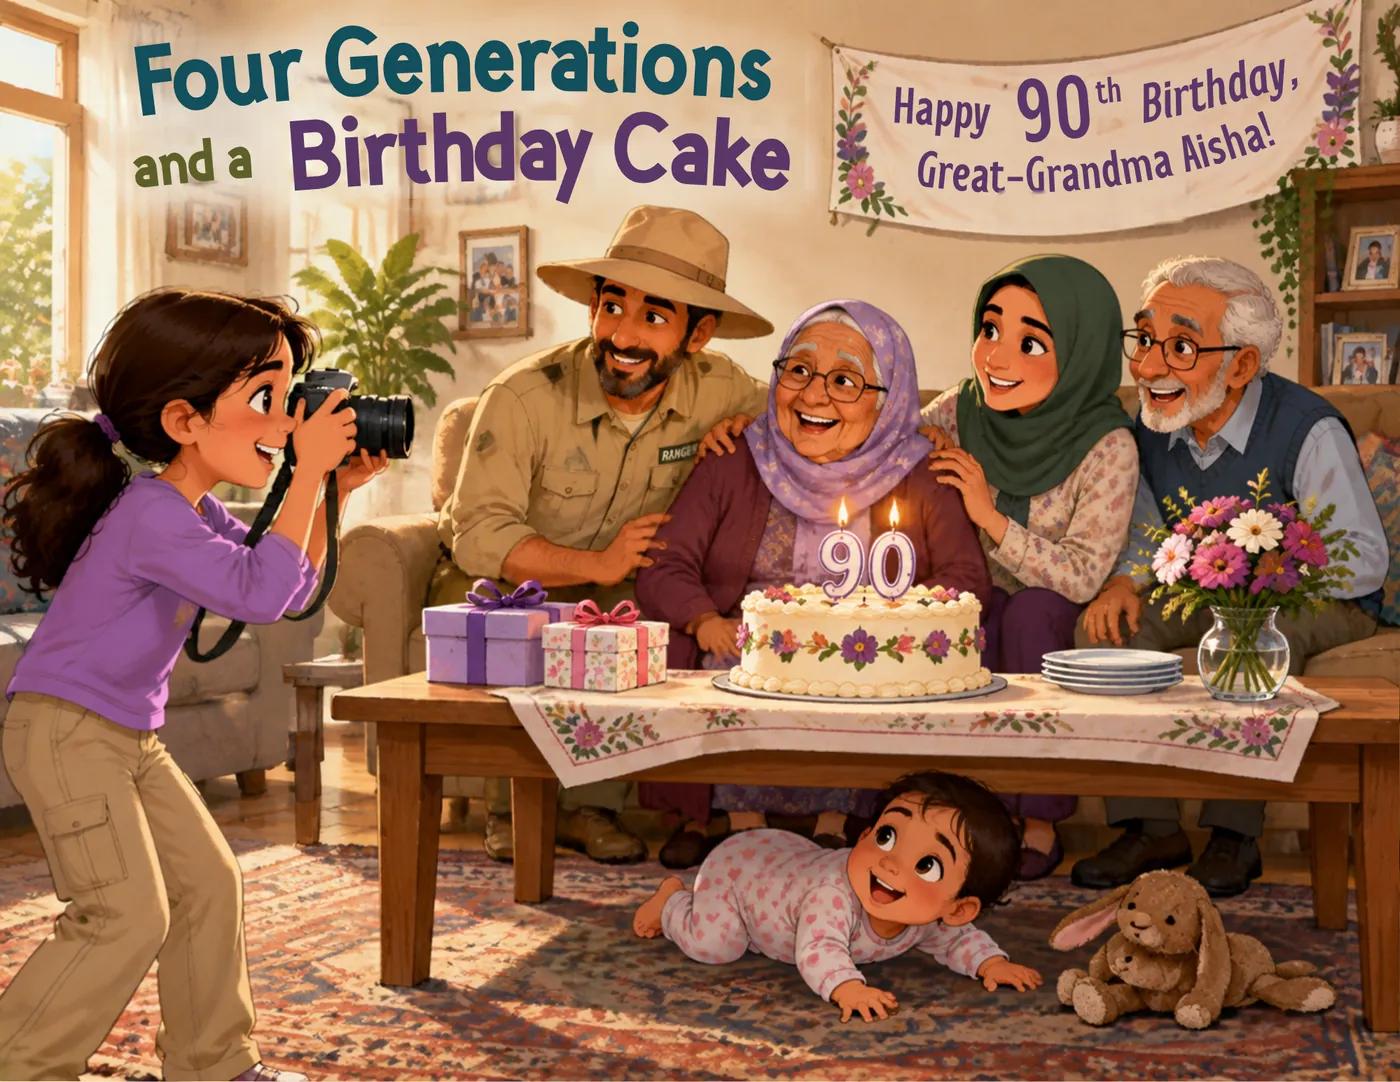 Four Generations
and a Birthday Cake
Happy 90th Birthday,
Great-Grandma Aisha!
RANGER
90